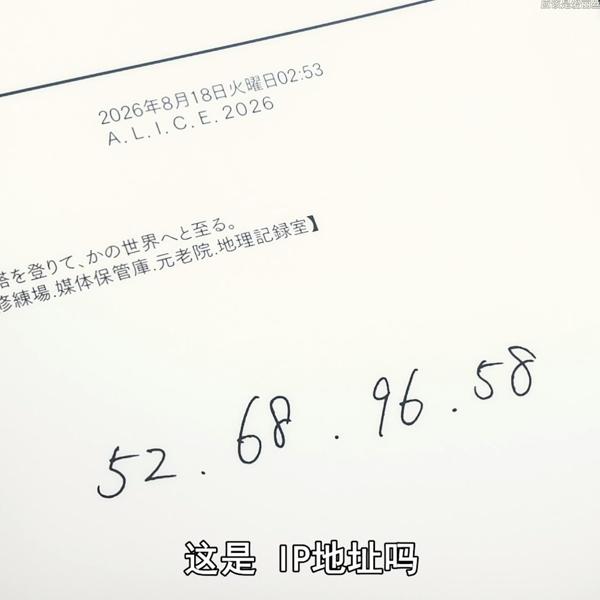 2026年8月18日火曜日02:53
A.L.I.C.E.2026
塔を登りて、かの世界へと至る。
修練場.媒体保管庫.元老院.地理記録室】
52.68.96.58
这是 IP地址吗